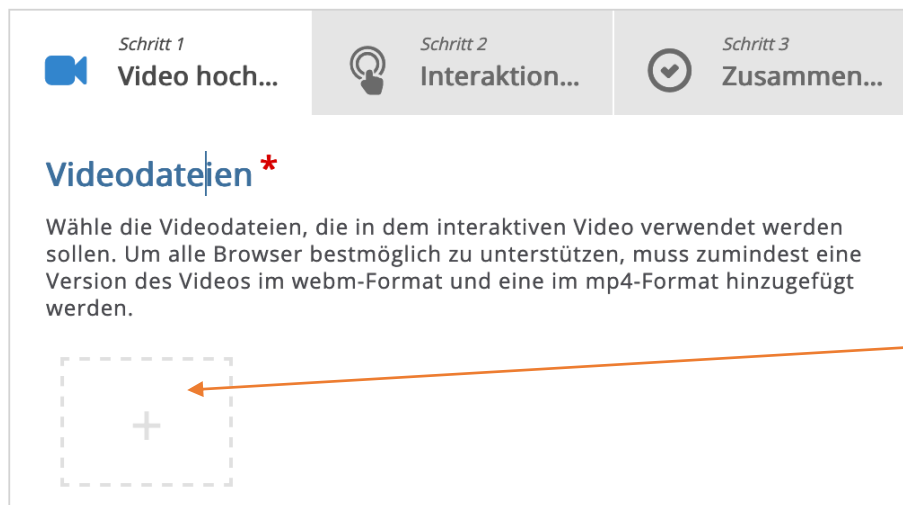 Schritt 1
Video hoch...
Schritt 2
Interaktion...
Schritt 3
Zusammen...
Videodateien *
Wähle die Videodateien, die in dem interaktiven Video verwendet werden
sollen. Um alle Browser bestmöglich zu unterstützen, muss zumindest eine
Version des Videos im webm-Format und eine im mp4-Format hinzugefügt
werden.
+